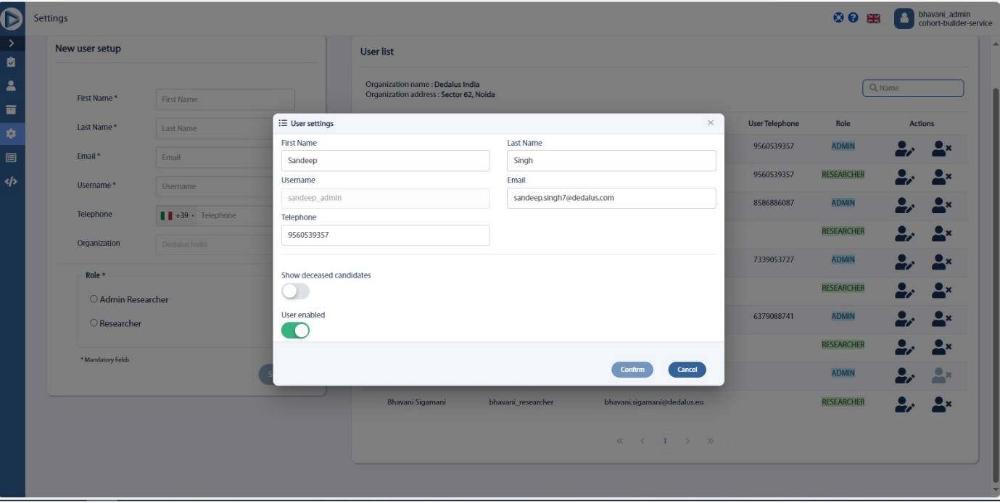 Settings
bhavani_admin
cohort-builder-service
New user setup
First Name *
First Name
Last Name *
Last Name
Email *
Email
Username *
Username
Telephone
+39
Telephone
Organization
Dedalus India
Role *
Admin Researcher
Researcher
* Mandatory fields
User list
Organization name : Dedalus India
Organization address : Sector 62, Noida
Name
User Telephone Role Actions
9560539357 ADMIN
9560539357 RESEARCHER
8586886087 ADMIN
RESEARCHER
7339053727 ADMIN
RESEARCHER
6379088741 ADMIN
RESEARCHER
ADMIN
Bhavani Sigamani bhavani_researcher bhavani.sigamani@dedalus.eu RESEARCHER
« < 1 > »
User settings
First Name Last Name
Sandeep Singh
Username Email
sandeep_admin sandeep.singh7@dedalus.com
Telephone
9560539357
Show deceased candidates
User enabled
Confirm Cancel